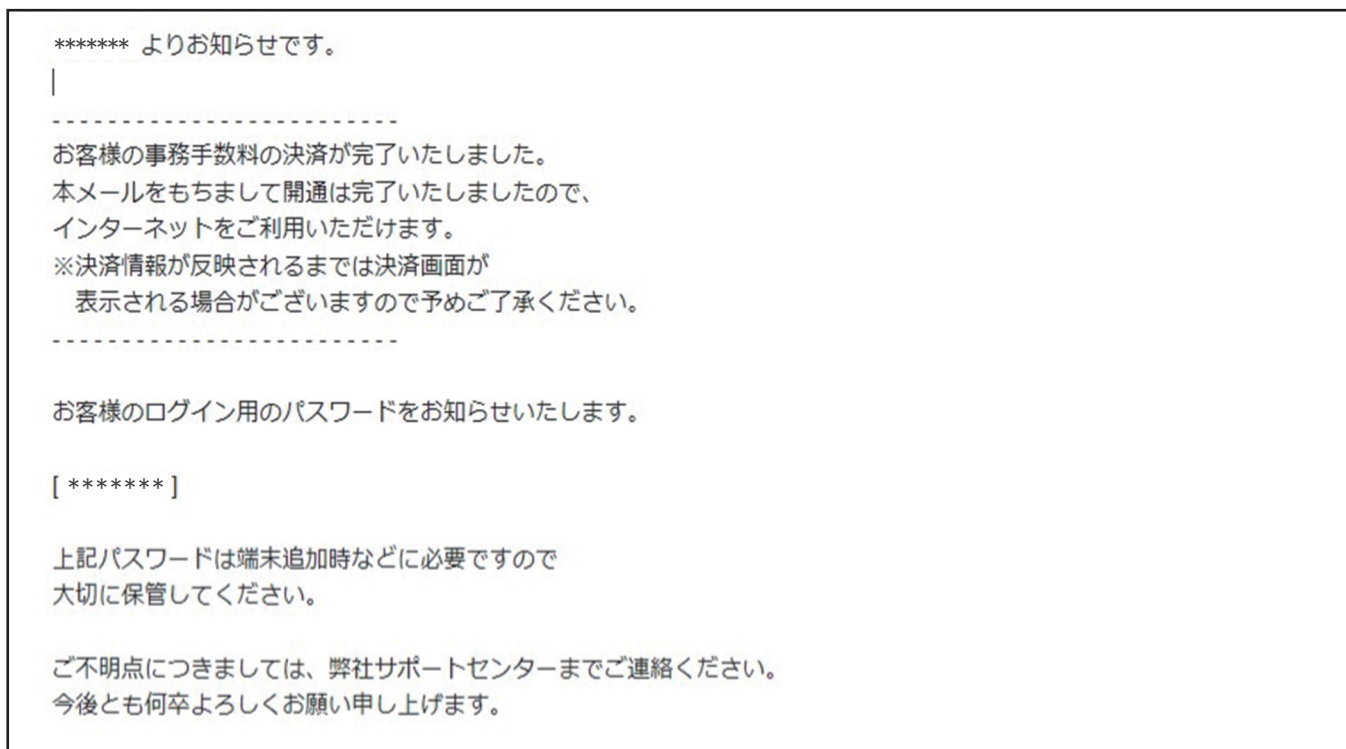 ******* よりお知らせです。
|
- - - - - - - - - - - - - - - - - - - - - - - - -
お客様の事務手数料の決済が完了いたしました。
本メールをもちまして開通は完了いたしましたので、
インターネットをご利用いただけます。
※決済情報が反映されるまでは決済画面が
　表示される場合がございますので予めご了承ください。
- - - - - - - - - - - - - - - - - - - - - - - - -
お客様のログイン用のパスワードをお知らせいたします。
[ ******* ]
上記パスワードは端末追加時などに必要ですので
大切に保管してください。
ご不明点につきましては、弊社サポートセンターまでご連絡ください。
今後とも何卒よろしくお願い申し上げます。